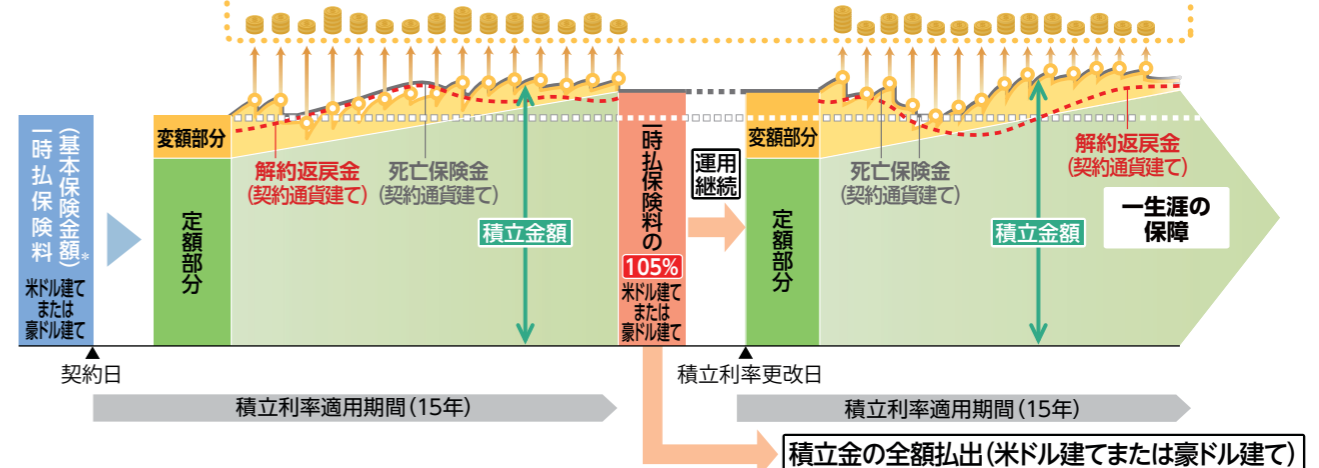 一時払保険料
(基本保険金額)*
米ドル建て
または
豪ドル建て
契約日
変額部分
定額部分
解約返戻金
(契約通貨建て)
死亡保険金
(契約通貨建て)
積立金額
積立利率適用期間(15年)
一時払保険料の
105%
米ドル建て
または
豪ドル建て
運用
継続
積立利率更改日
変額部分
定額部分
死亡保険金
(契約通貨建て)
積立金額
解約返戻金
(契約通貨建て)
一生涯の
保障
積立利率適用期間(15年)
積立金の全額払出(米ドル建てまたは豪ドル建て)